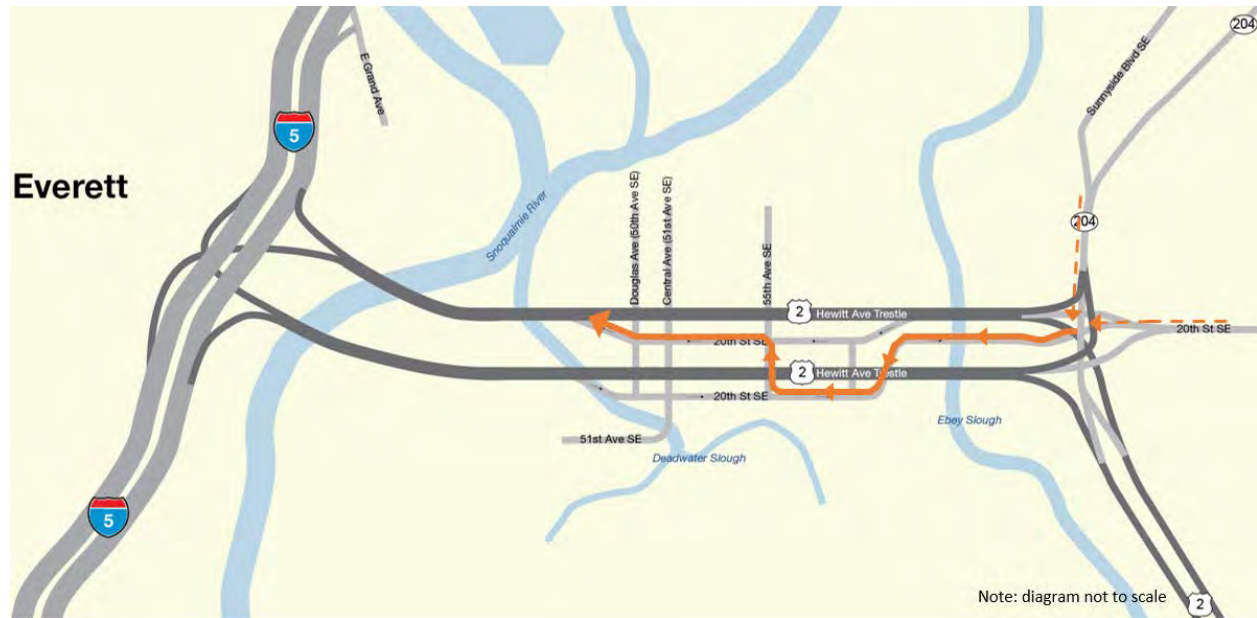 204
Sunnyside Blvd SE
E Grand Ave
5
Everett
Snoqualmie River
Douglas Ave (50th Ave SE)
Central Ave (51st Ave SE)
55th Ave SE
204
2
Hewitt Ave Trestle
20th St SE
20th St SE
2
Hewitt Ave Trestle
20th St SE
Ebey Slough
51st Ave SE
Deadwater Slough
5
Note: diagram not to scale
2